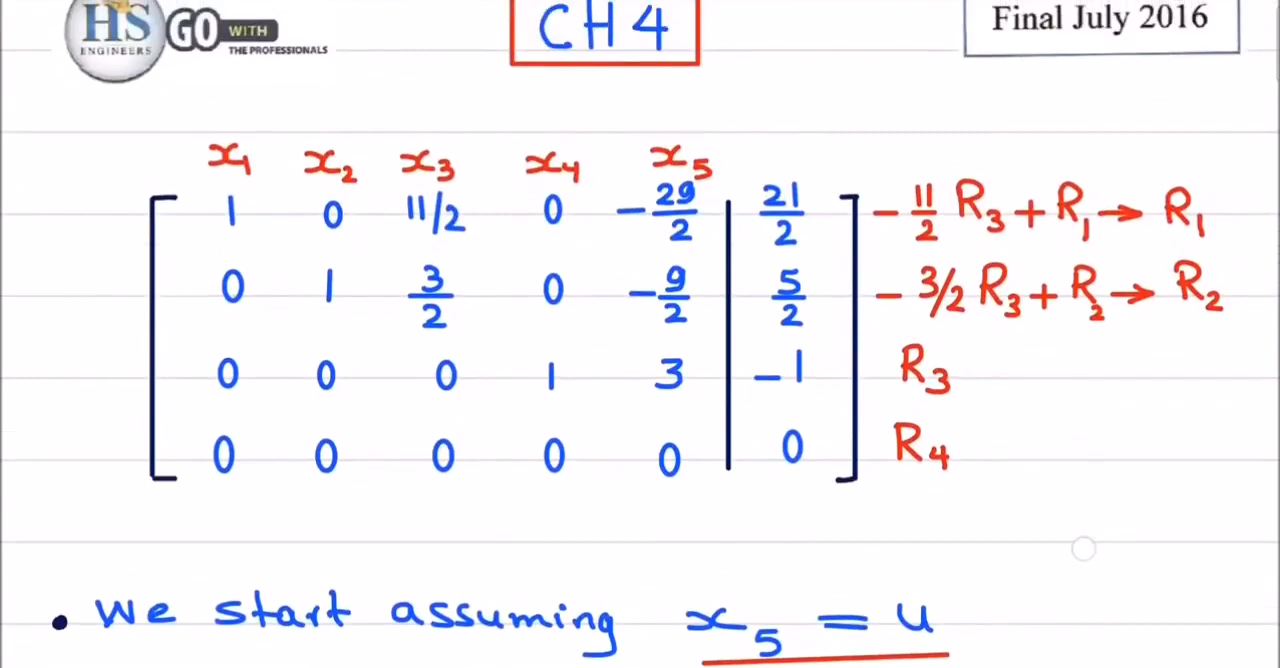 HS GO WITH
ENGINEERS THE PROFESSIONALS
CH4
Final July 2016
x₁ x₂ x₃ x₄ x₅
1 0 11/2 0 -29/2 | 21/2 -11/2 R₃ + R₁ → R₁
0 1 3/2 0 -9/2 | 5/2 - 3/2 R₃ + R₂ → R₂
0 0 0 1 3 | -1 R₃
0 0 0 0 0 | 0 R₄
• We start assuming x₅ = u